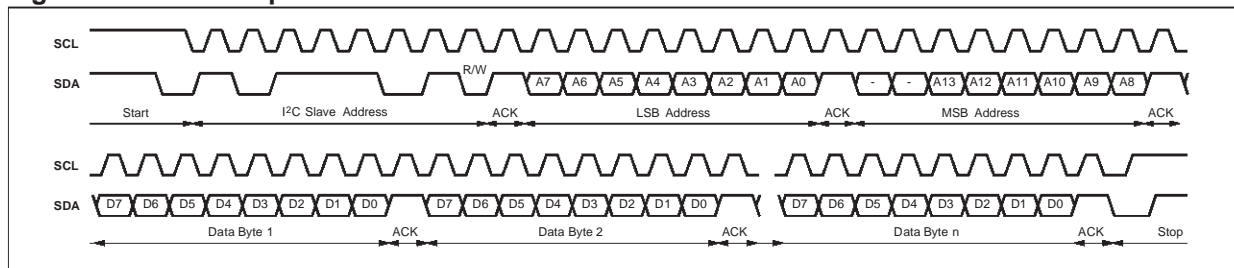 SCL
R/W
SDA A7 A6 A5 A4 A3 A2 A1 A0 - - A13 A12 A11 A10 A9 A8
Start I²C Slave Address ACK LSB Address ACK MSB Address ACK
SCL
SDA D7 D6 D5 D4 D3 D2 D1 D0 D7 D6 D5 D4 D3 D2 D1 D0 D7 D6 D5 D4 D3 D2 D1 D0
Data Byte 1 ACK Data Byte 2 ACK Data Byte n ACK Stop